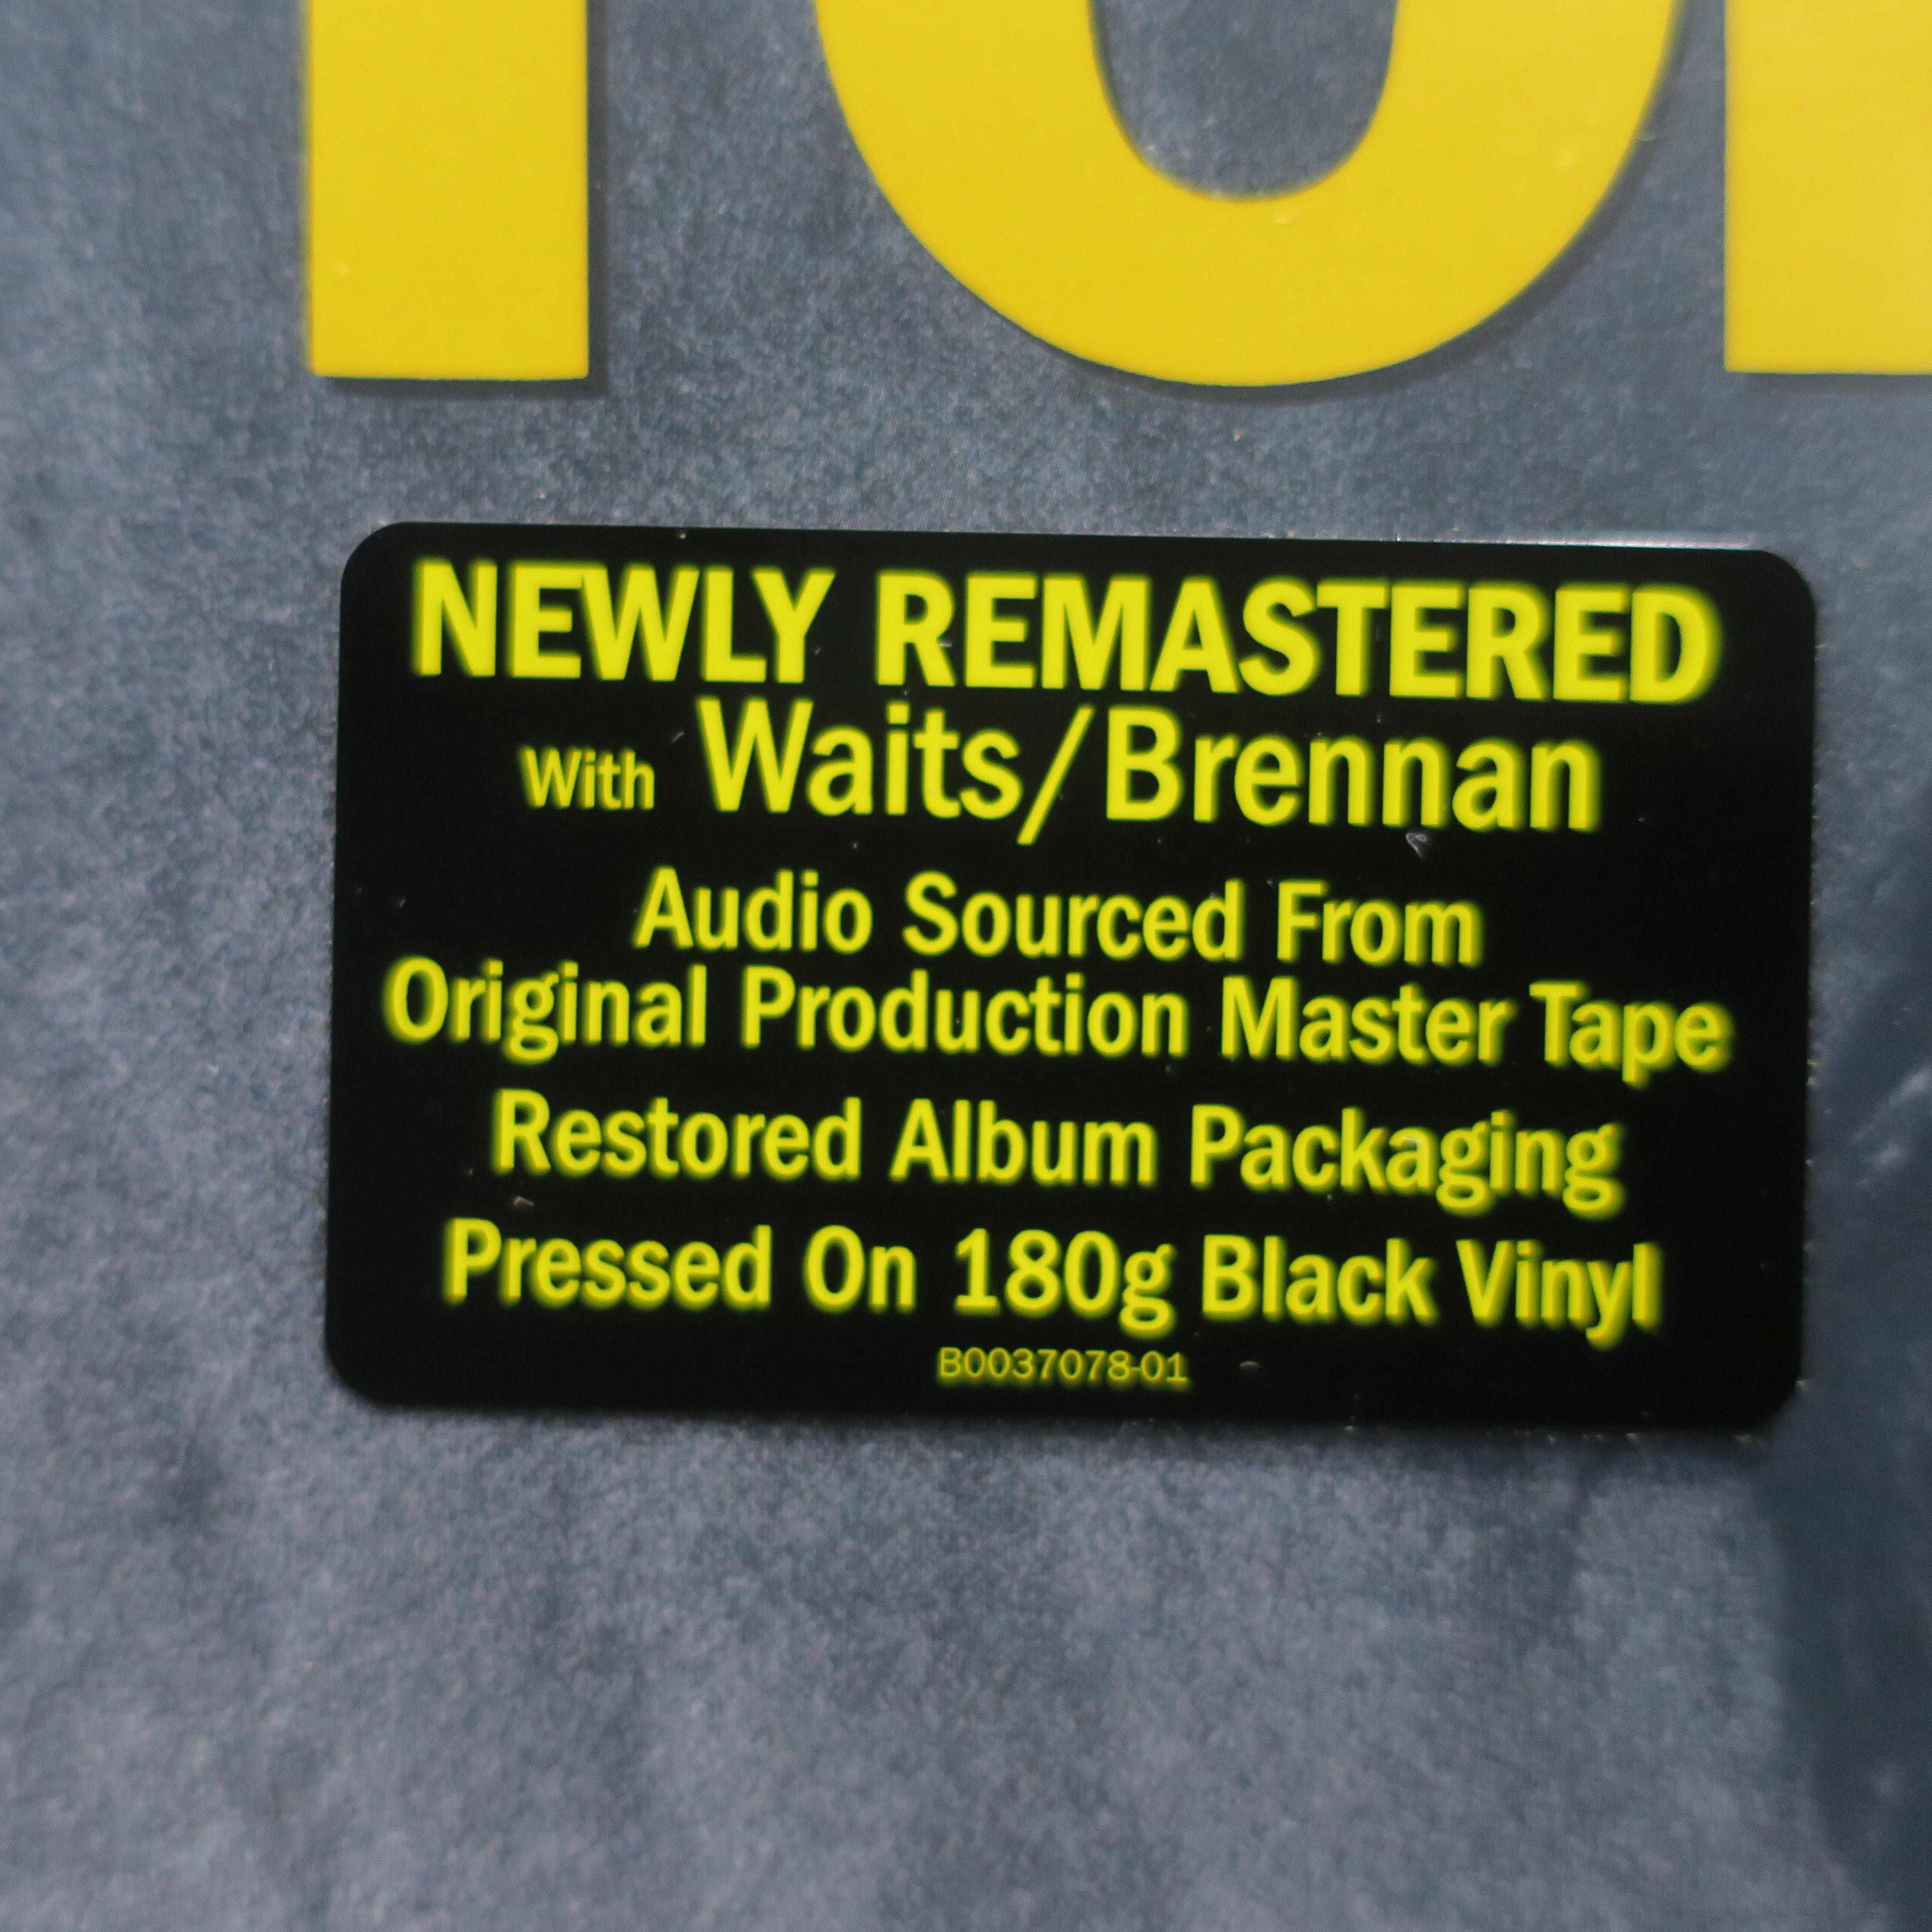 NEWLY REMASTERED
With Waits/Brennan
Audio Sourced From
Original Production Master Tape
Restored Album Packaging
Pressed On 180g Black Vinyl
B0037078-01